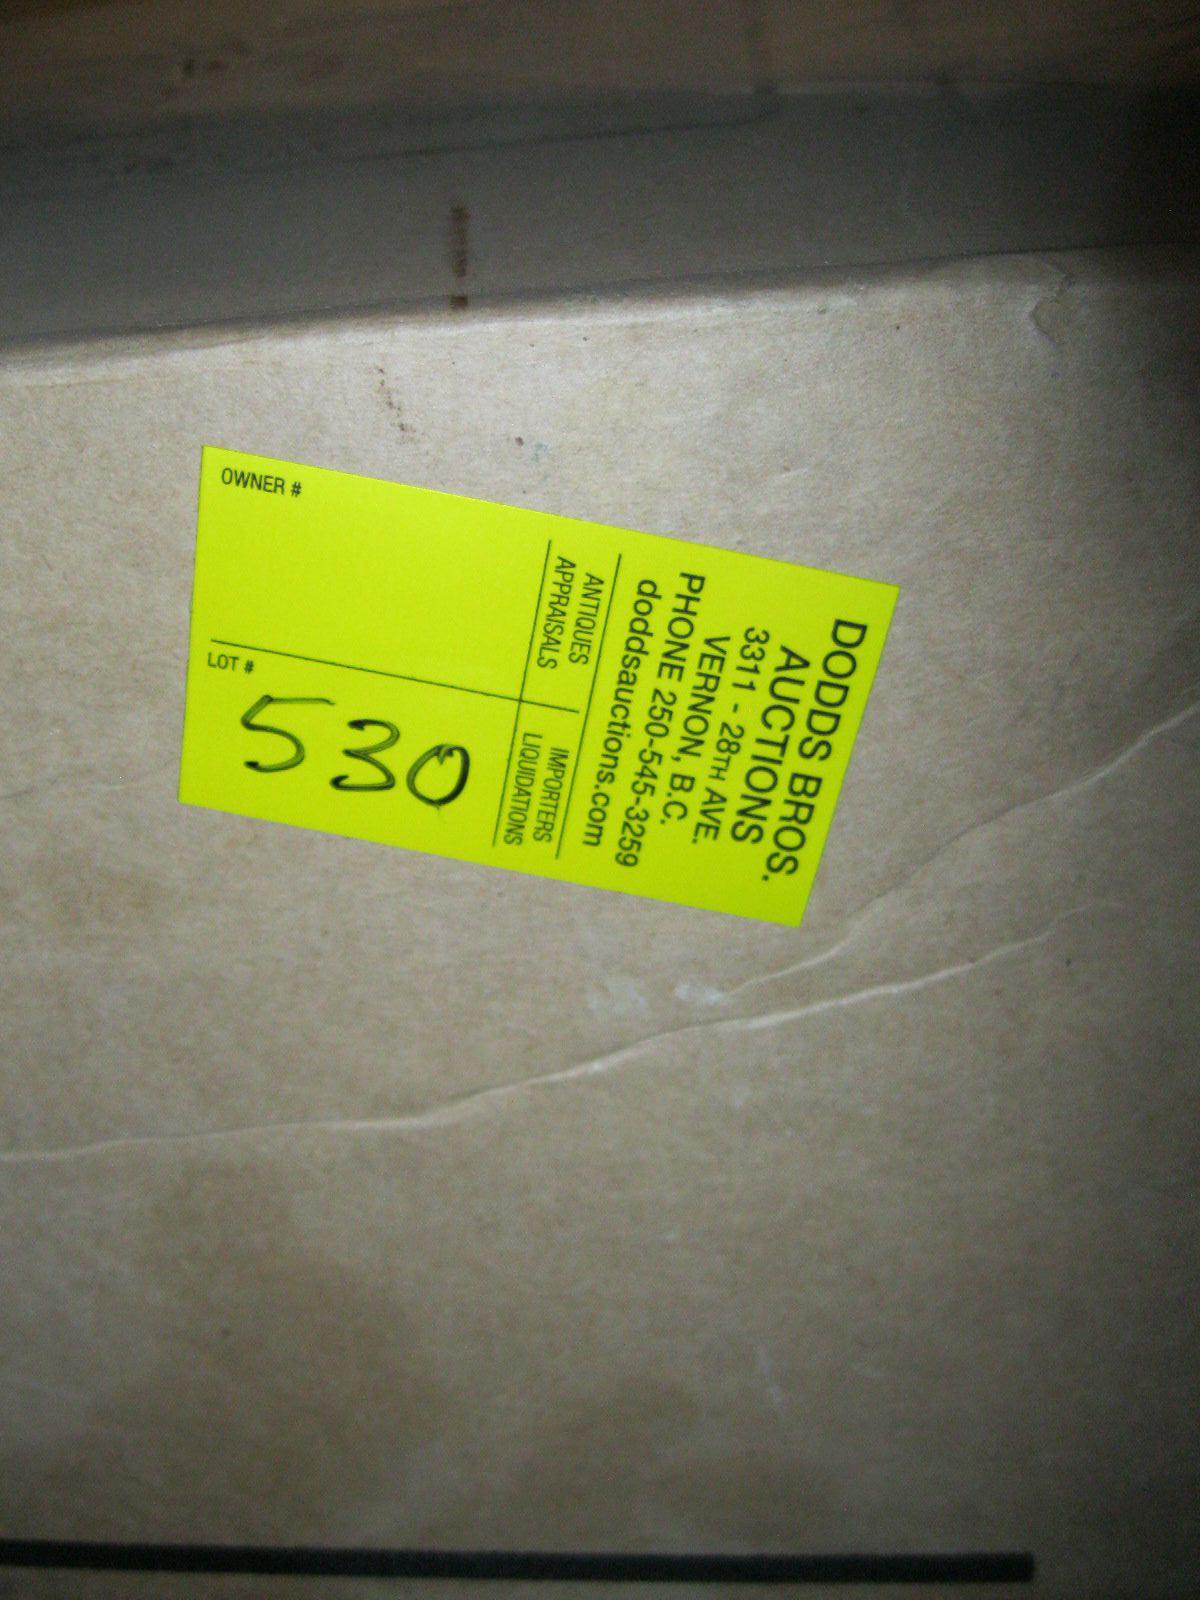 DODDS BROS.
AUCTIONS
3311 - 28TH AVE.
VERNON, B.C.
PHONE 250-545-3259
doddsauctions.com
ANTIQUES
APPRAISALS
IMPORTERS
LIQUIDATIONS
OWNER #
LOT #
530